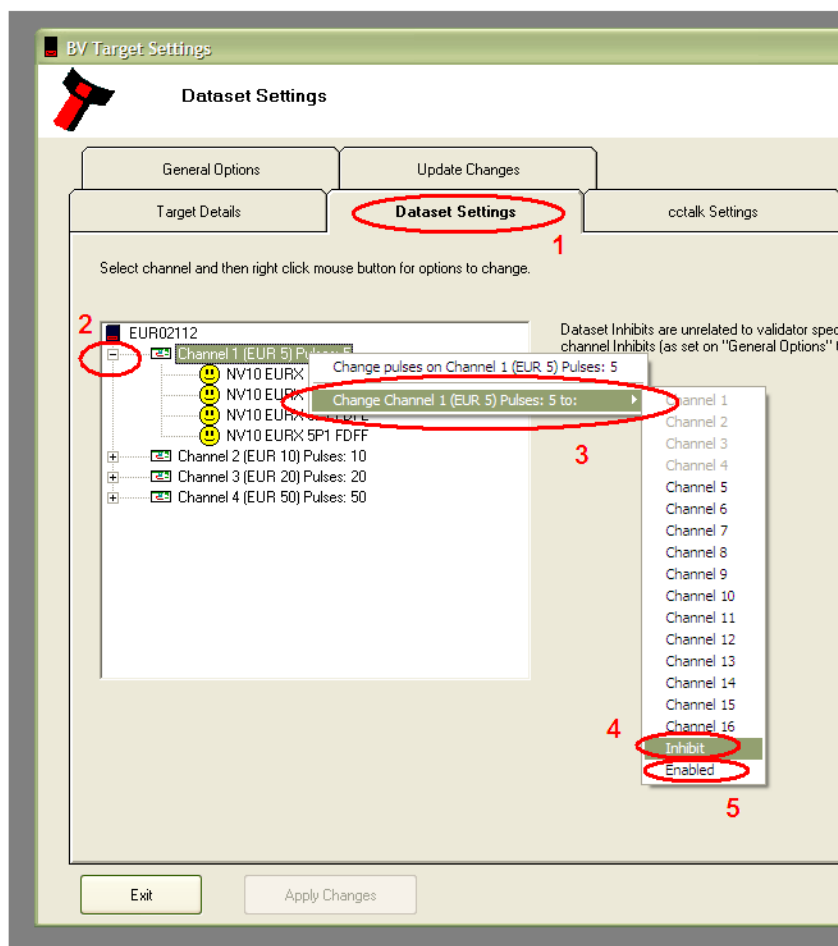 BV Target Settings
Dataset Settings
General Options
Update Changes
Target Details
Dataset Settings
cctalk Settings
1
Select channel and then right click mouse button for options to change.
2
EUR02112
Channel 1 (EUR 5) Pulses: 5
NV10 EURX
NV10 EURX
NV10 EURX
NV10 EURX 5P1 FDFF
Channel 2 (EUR 10) Pulses: 10
Channel 3 (EUR 20) Pulses: 20
Channel 4 (EUR 50) Pulses: 50
Dataset Inhibits are unrelated to validator spec
channel Inhibits (as set on "General Options" t
Change pulses on Channel 1 (EUR 5) Pulses: 5
Change Channel 1 (EUR 5) Pulses: 5 to:
3
Channel 1
Channel 2
Channel 3
Channel 4
Channel 5
Channel 6
Channel 7
Channel 8
Channel 9
Channel 10
Channel 11
Channel 12
Channel 13
Channel 14
Channel 15
Channel 16
4
Inhibit
Enabled
5
Exit
Apply Changes